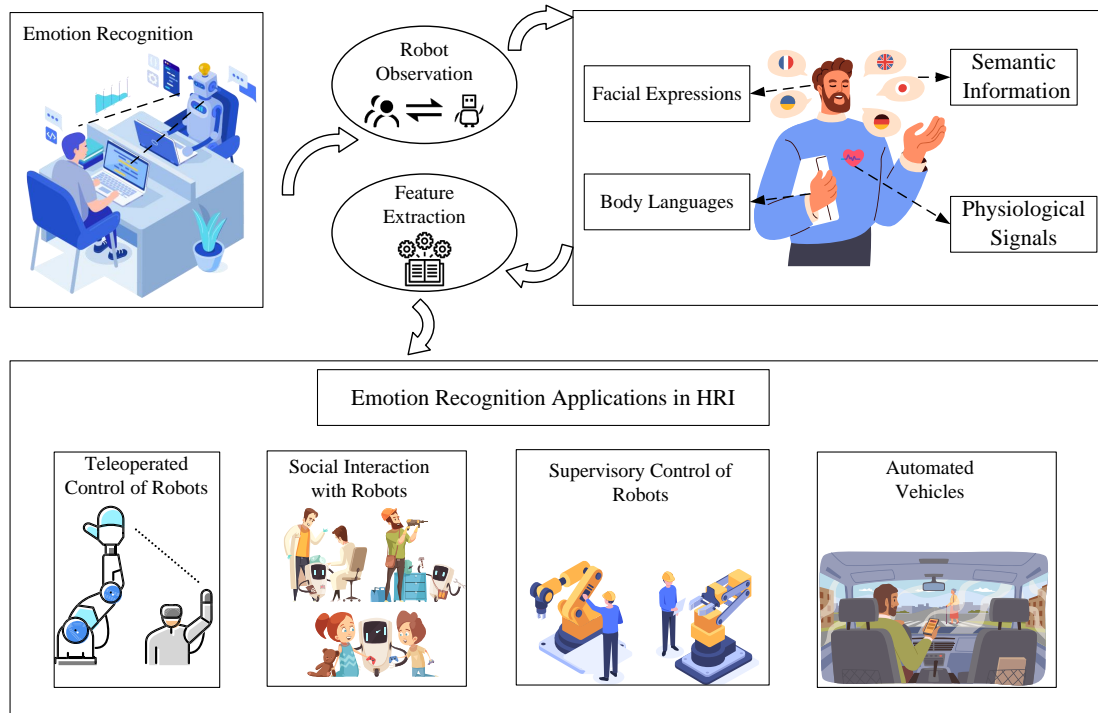 Emotion Recognition
Robot
Observation
Feature
Extraction
Facial Expressions
Semantic
Information
Body Languages
Physiological
Signals
Emotion Recognition Applications in HRI
Teleoperated
Control of Robots
Social Interaction
with Robots
Supervisory Control of
Robots
Automated
Vehicles